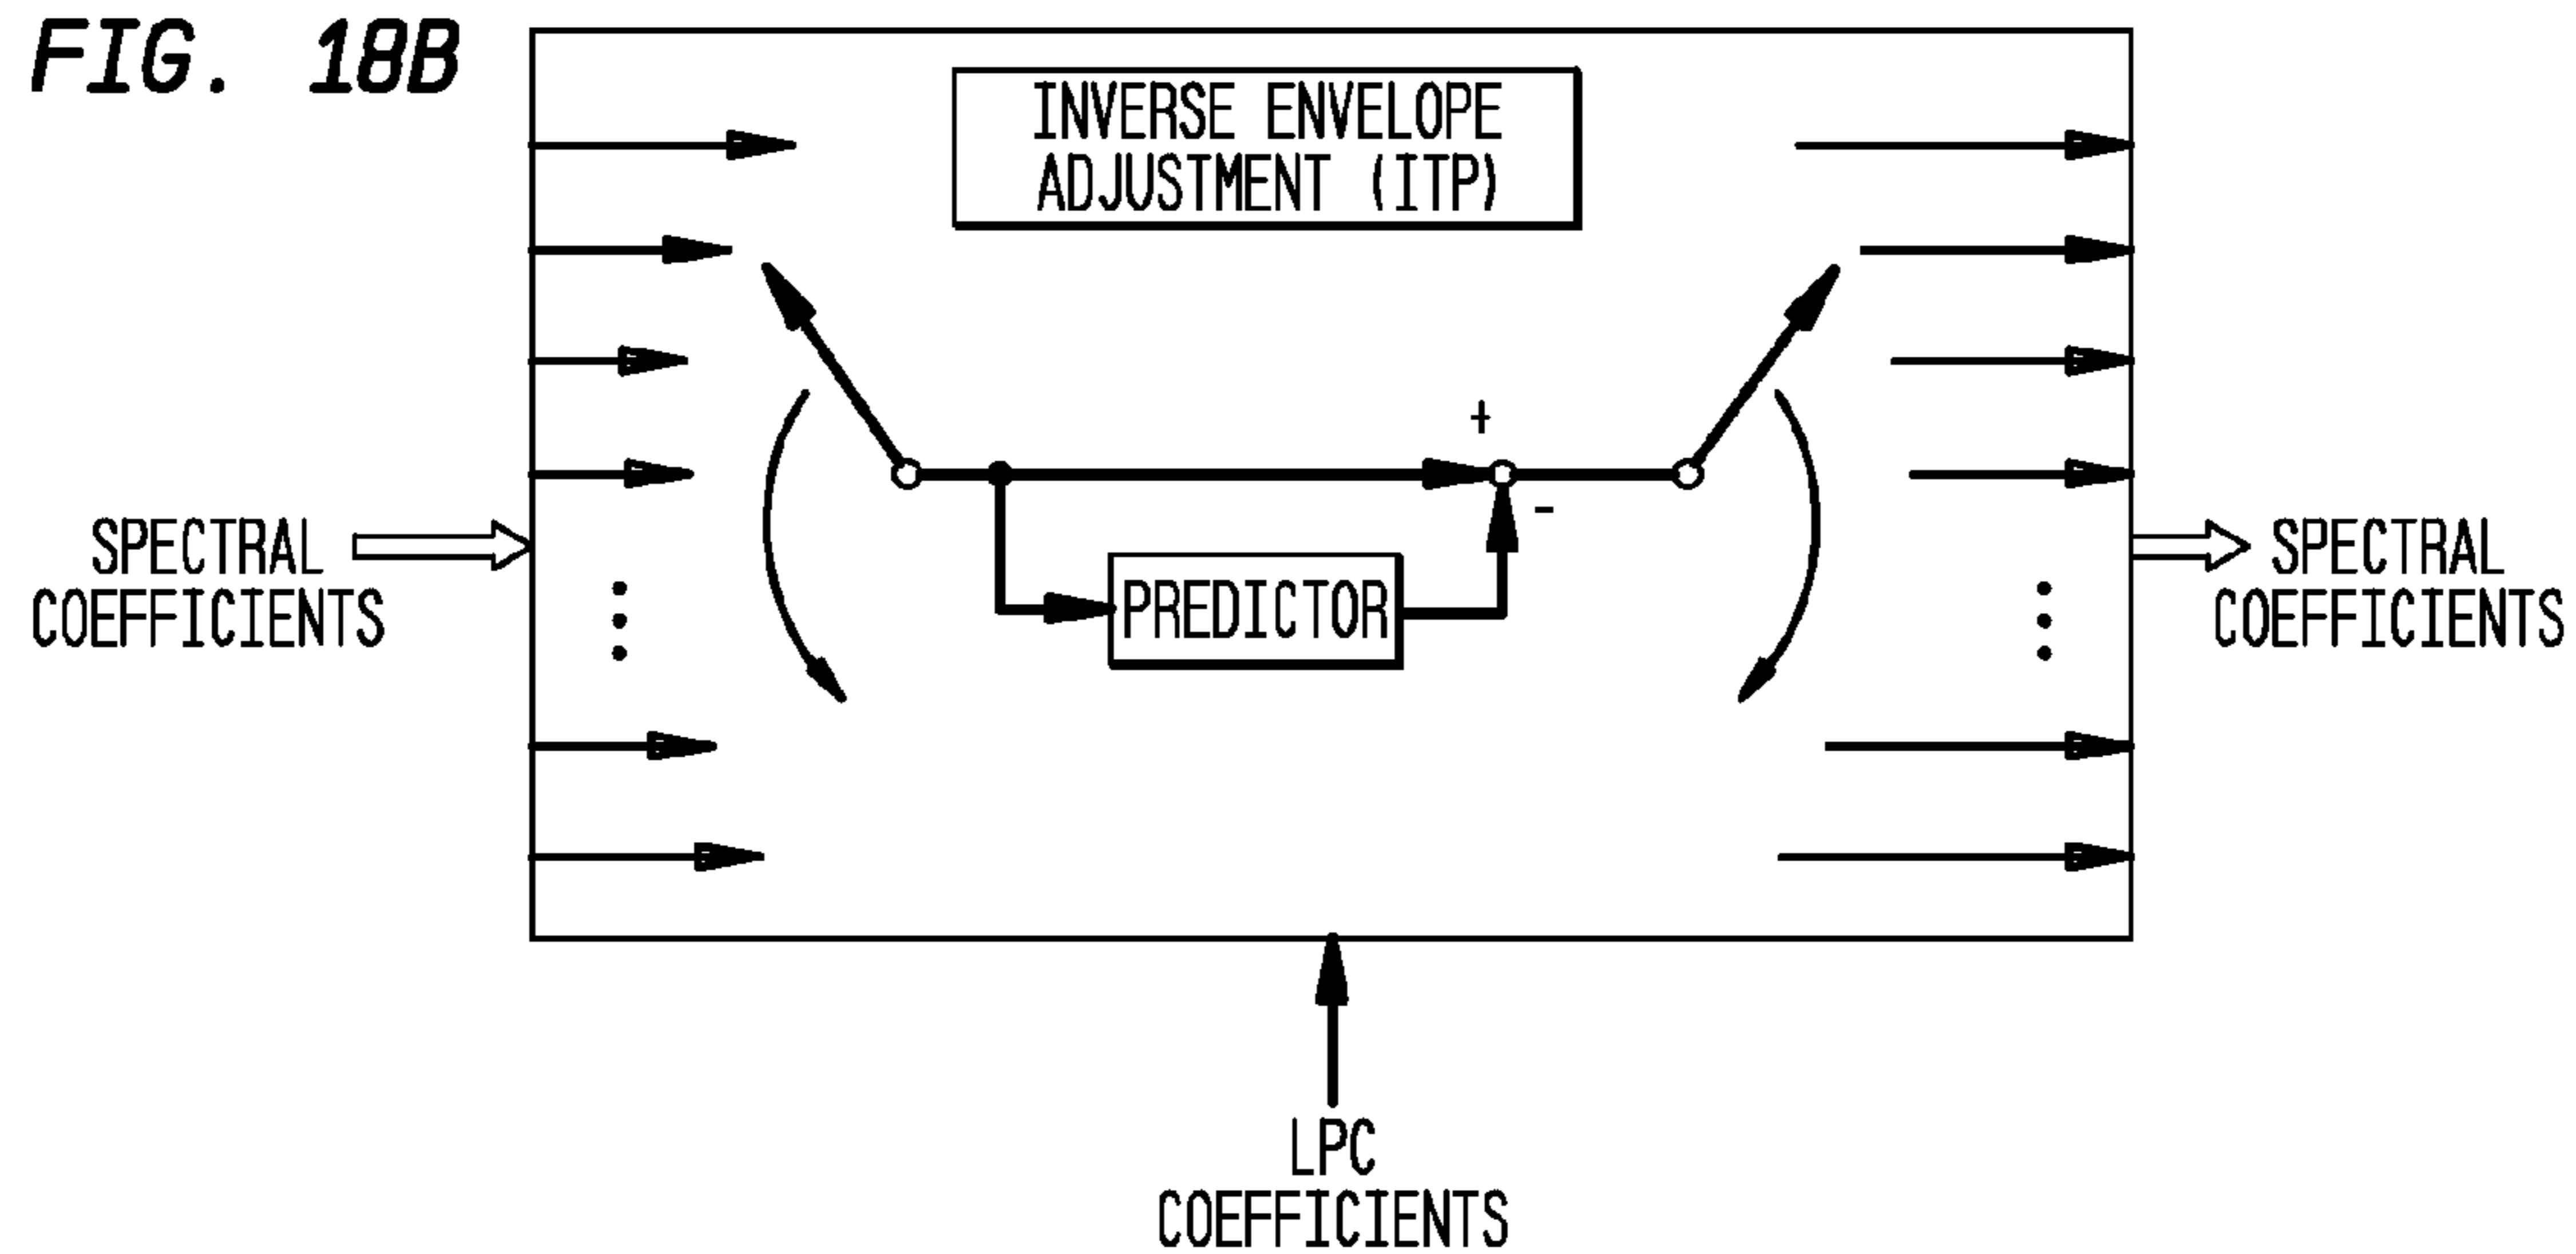 FIG. 18B
INVERSE ENVELOPE
ADJUSTMENT (ITP)
+
-
SPECTRAL
COEFFICIENTS
PREDICTOR
SPECTRAL
COEFFICIENTS
LPC
COEFFICIENTS